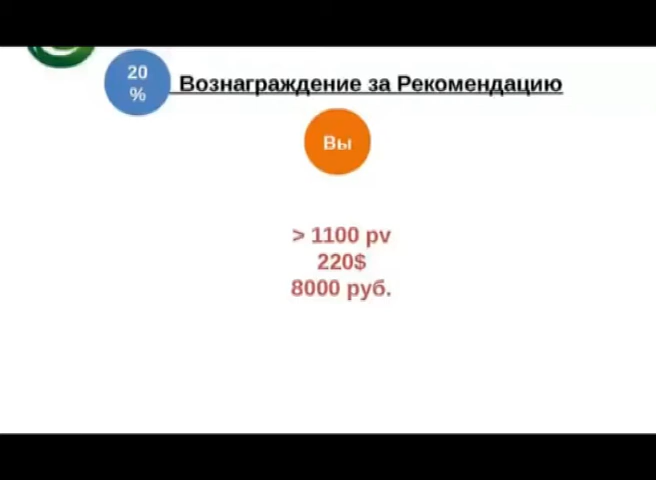 20
%
Вознаграждение за Рекомендацию
Вы
> 1100 pv
220$
8000 руб.